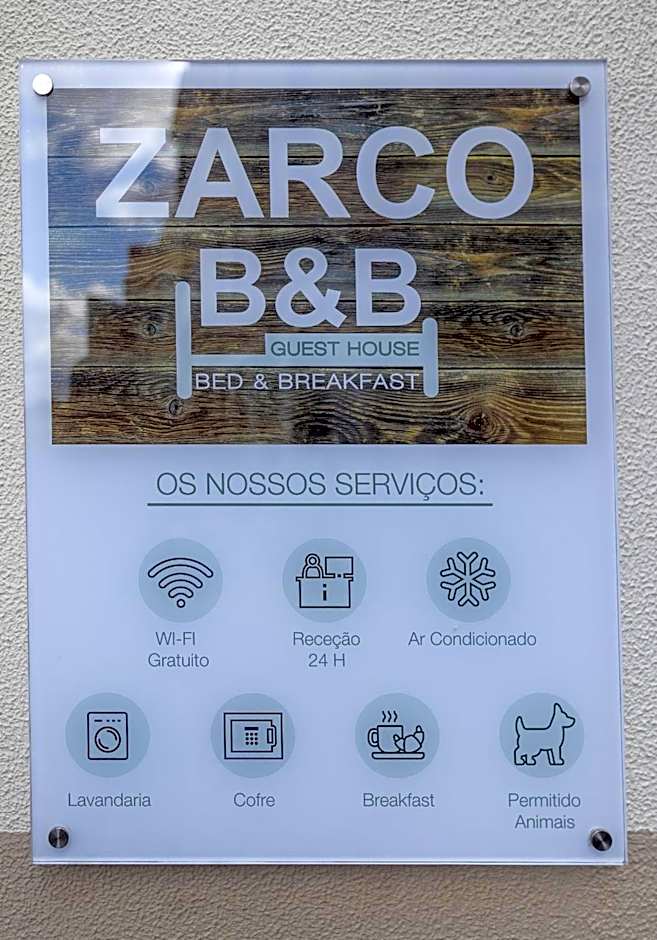 ZARCO
B&B
GUEST HOUSE
BED & BREAKFAST
OS NOSSOS SERVIÇOS:
WI-FI
Gratuito
Receção
24 H
Ar Condicionado
Lavandaria
Cofre
Breakfast
Permitido
Animais